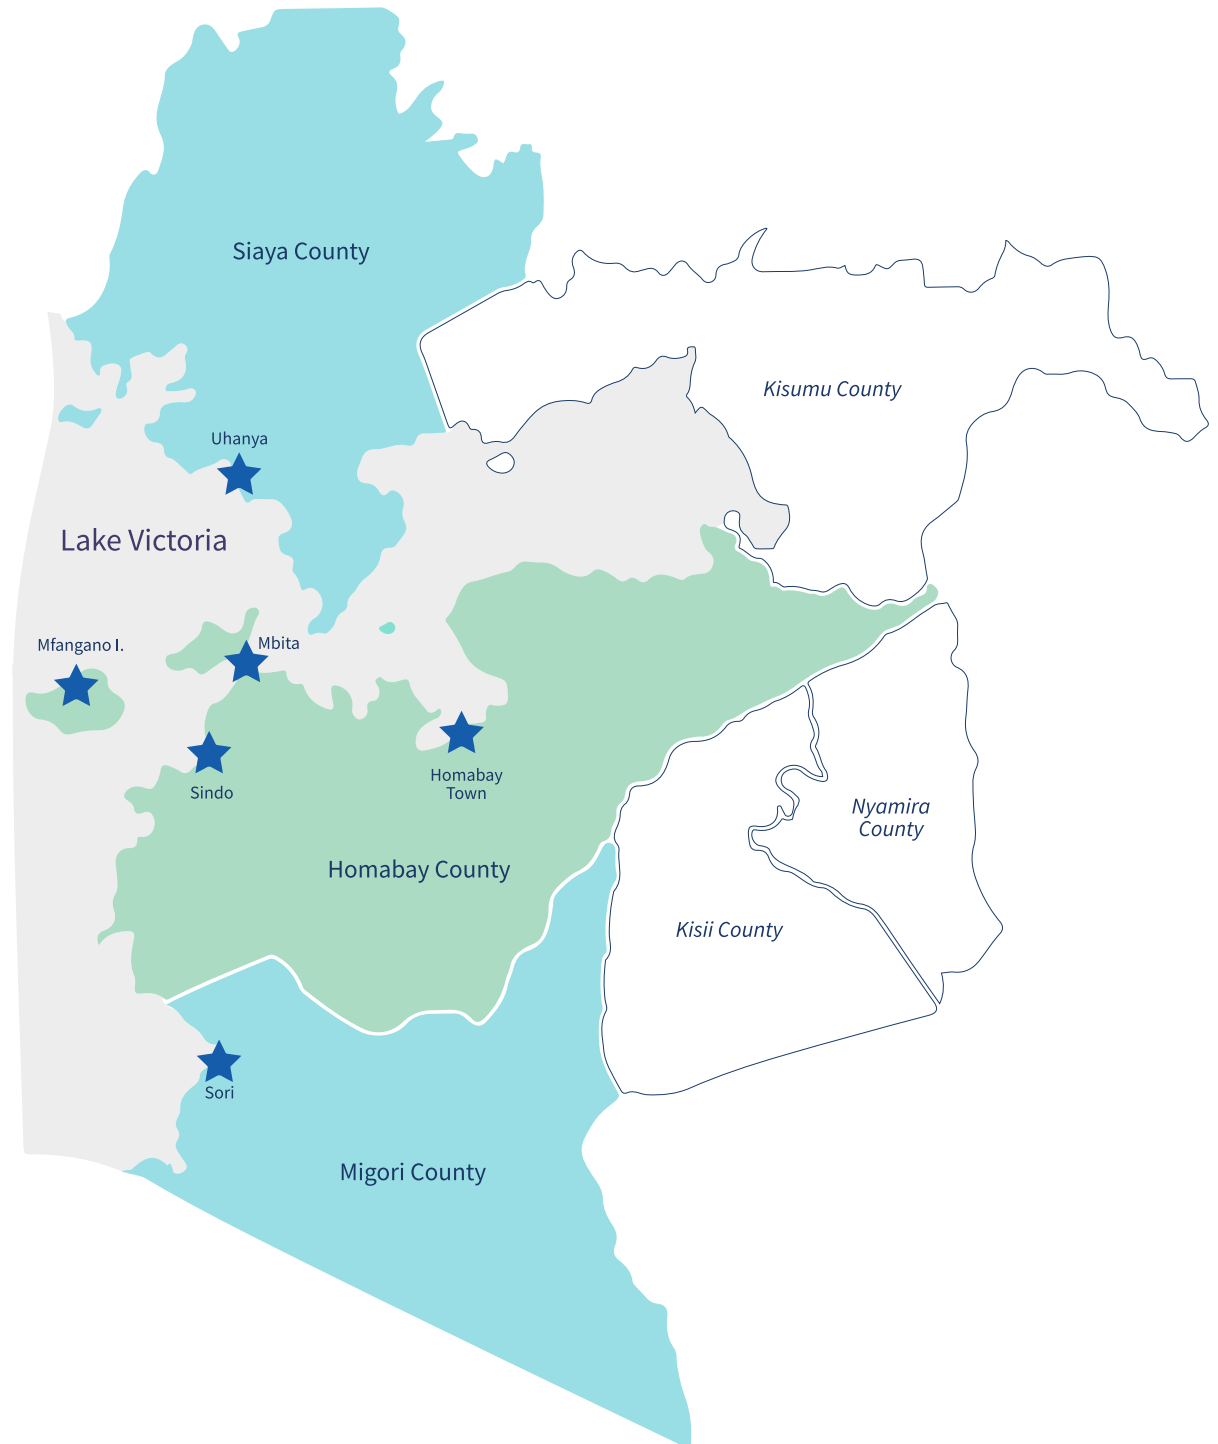 Siaya County
Kisumu County
Uhanya
Lake Victoria
Mfangano I.
Mbita
Homabay
Town
Sindo
Nyamira
County
Homabay County
Kisii County
Sori
Migori County